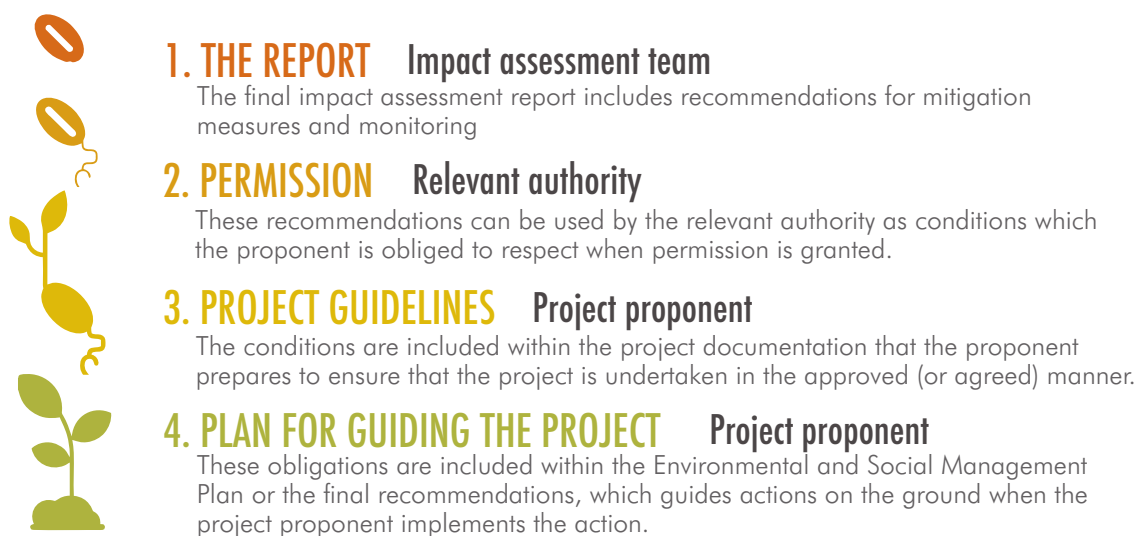 1. THE REPORT Impact assessment team
The final impact assessment report includes recommendations for mitigation
measures and monitoring
2. PERMISSION Relevant authority
These recommendations can be used by the relevant authority as conditions which
the proponent is obliged to respect when permission is granted.
3. PROJECT GUIDELINES Project proponent
The conditions are included within the project documentation that the proponent
prepares to ensure that the project is undertaken in the approved (or agreed) manner.
4. PLAN FOR GUIDING THE PROJECT Project proponent
These obligations are included within the Environmental and Social Management
Plan or the final recommendations, which guides actions on the ground when the
project proponent implements the action.